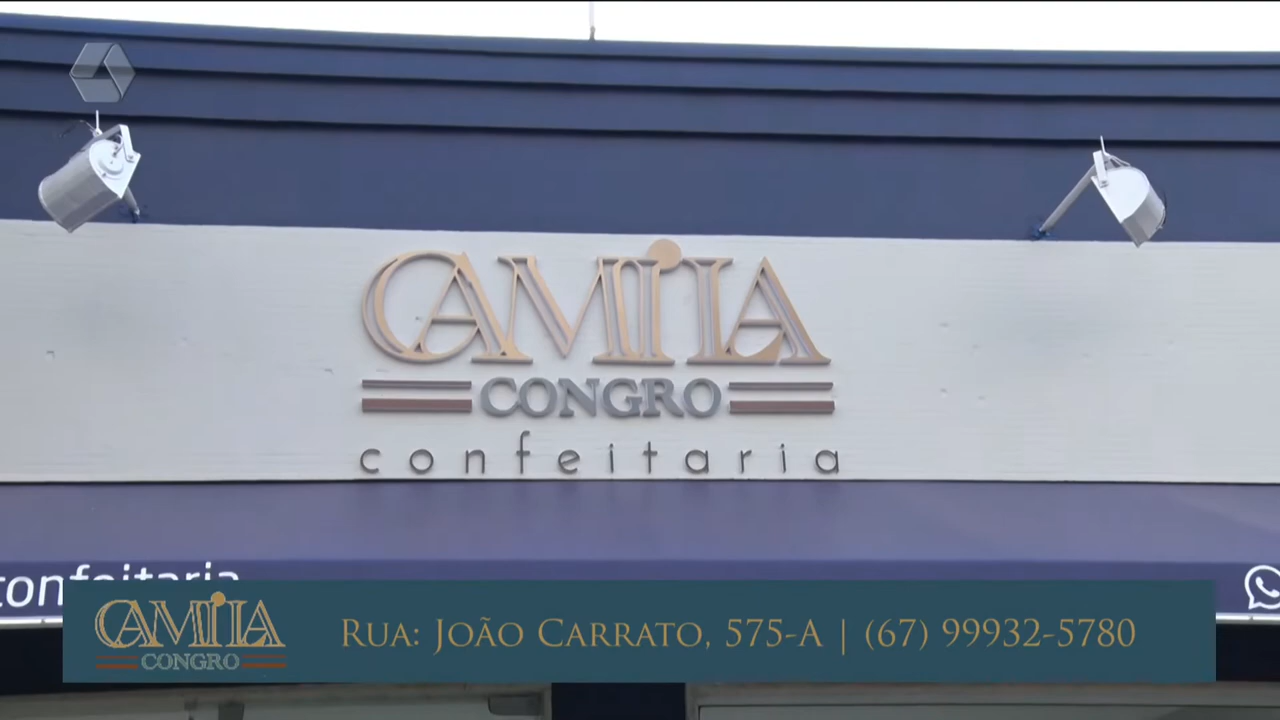 CAMILA
CONGRO
confeitaria
confeitaria
CAMILA
CONGRO
RUA: JOÃO CARRATO, 575-A | (67) 99932-5780